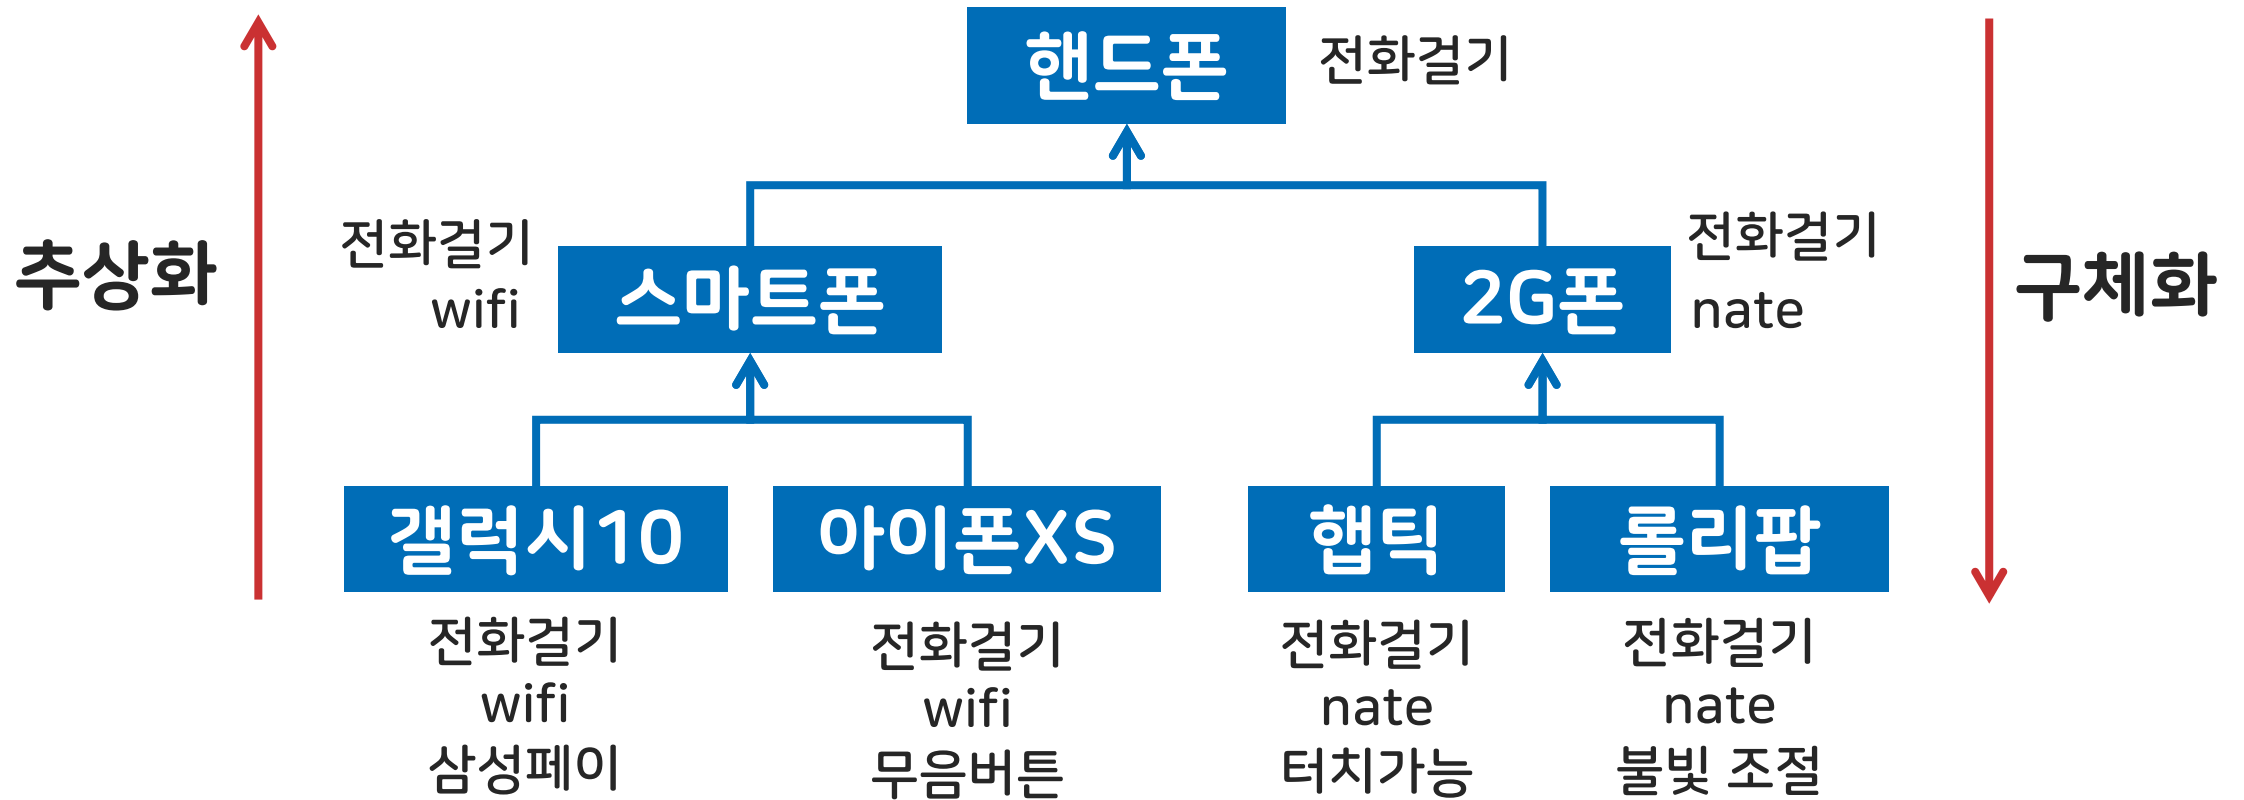 핸드폰
전화걸기
추상화
구체화
전화걸기
wifi
스마트폰
2G폰
전화걸기
nate
갤럭시10
아이폰XS
햅틱
롤리팝
전화걸기
wifi
삼성페이
전화걸기
wifi
무음버튼
전화걸기
nate
터치가능
전화걸기
nate
불빛 조절